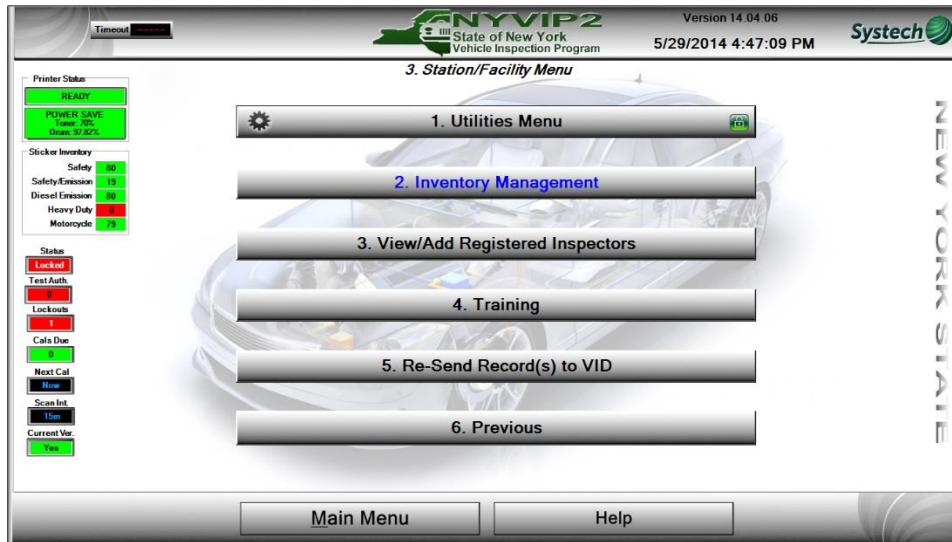 Timeout -----
NYVIP2
State of New York
Vehicle Inspection Program
Version 14.04.06
5/29/2014 4:47:09 PM
Systech
3. Station/Facility Menu
Printer Status
READY
POWER SAVE
Toner: 70%
Drum: 97.82%
Sticker Inventory
Safety 80
Safety/Emission 19
Diesel Emission 80
Heavy Duty 0
Motorcycle 79
Status
Locked
Test Auth.
0
Lockouts
1
Cals Due
0
Next Cal
Now
Scan Int.
15m
Current Ver.
Yes
1. Utilities Menu
2. Inventory Management
3. View/Add Registered Inspectors
4. Training
5. Re-Send Record(s) to VID
6. Previous
NEW YORK STATE
Main Menu
Help